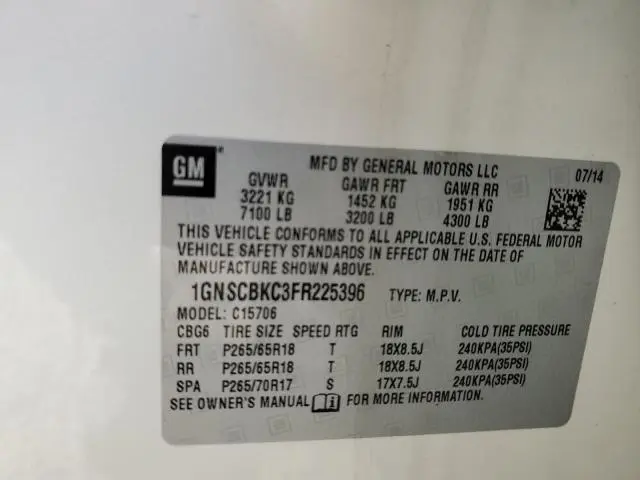 GM
MFD BY GENERAL MOTORS LLC 07/14
GVWR GAWR FRT GAWR RR
3221 KG 1452 KG 1951 KG
7100 LB 3200 LB 4300 LB
THIS VEHICLE CONFORMS TO ALL APPLICABLE U.S. FEDERAL MOTOR
VEHICLE SAFETY STANDARDS IN EFFECT ON THE DATE OF
MANUFACTURE SHOWN ABOVE.
1GNSCBKC3FR225396 TYPE: M.P.V.
MODEL: C15706
CBG6 TIRE SIZE SPEED RTG RIM COLD TIRE PRESSURE
FRT P265/65R18 T 18X8.5J 240KPA(35PSI)
RR P265/65R18 T 18X8.5J 240KPA(35PSI)
SPA P265/70R17 S 17X7.5J 240KPA(35PSI)
SEE OWNER'S MANUAL FOR MORE INFORMATION.